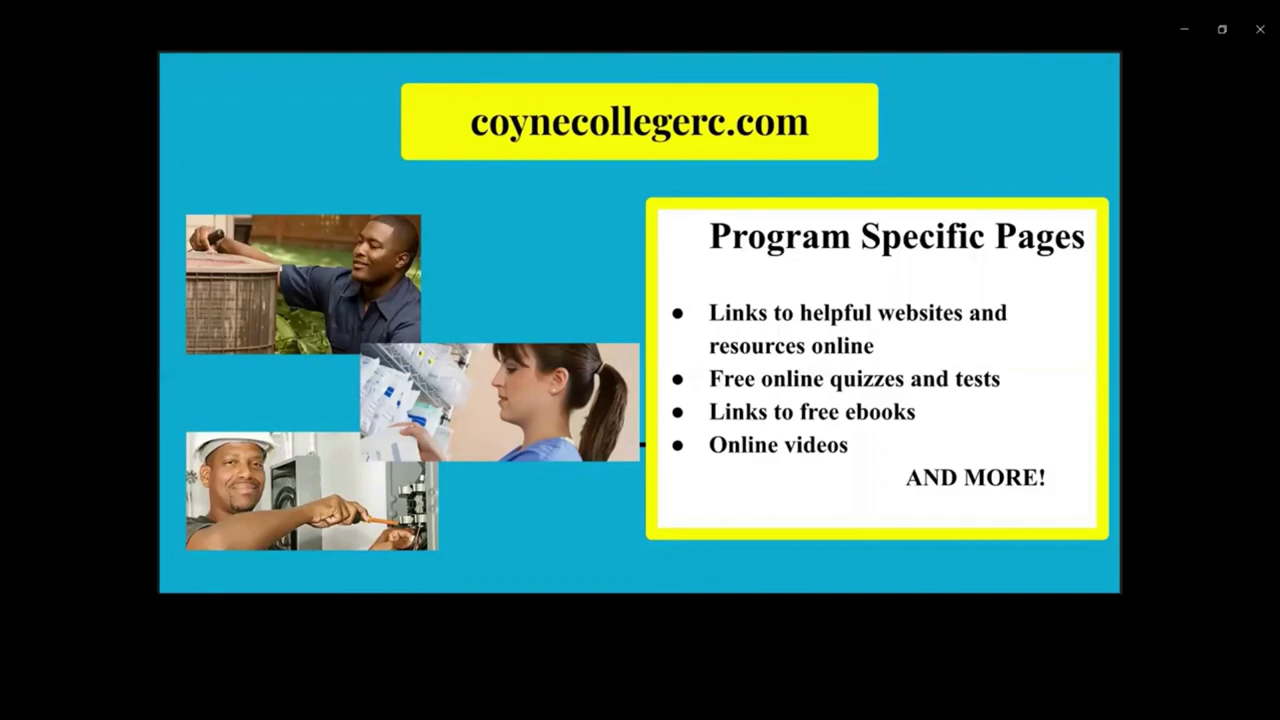 coynecollegerc.com
Program Specific Pages
● Links to helpful websites and
resources online
● Free online quizzes and tests
● Links to free ebooks
● Online videos
AND MORE!